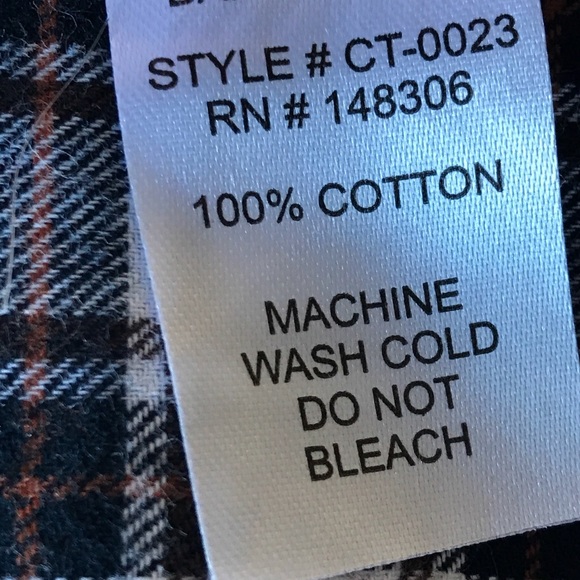 STYLE # CT-0023
RN # 148306
100% COTTON
MACHINE
WASH COLD
DO NOT
BLEACH